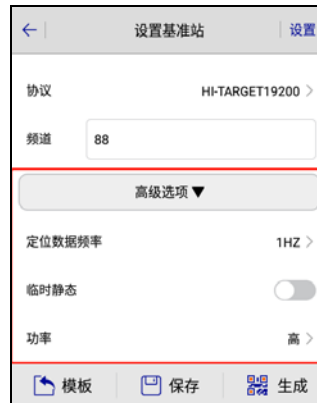 设置基准站 设置
协议 HI-TARGET19200
频道 88
高级选项▼
定位数据频率 1HZ
临时静态
功率 高
模板 保存 生成